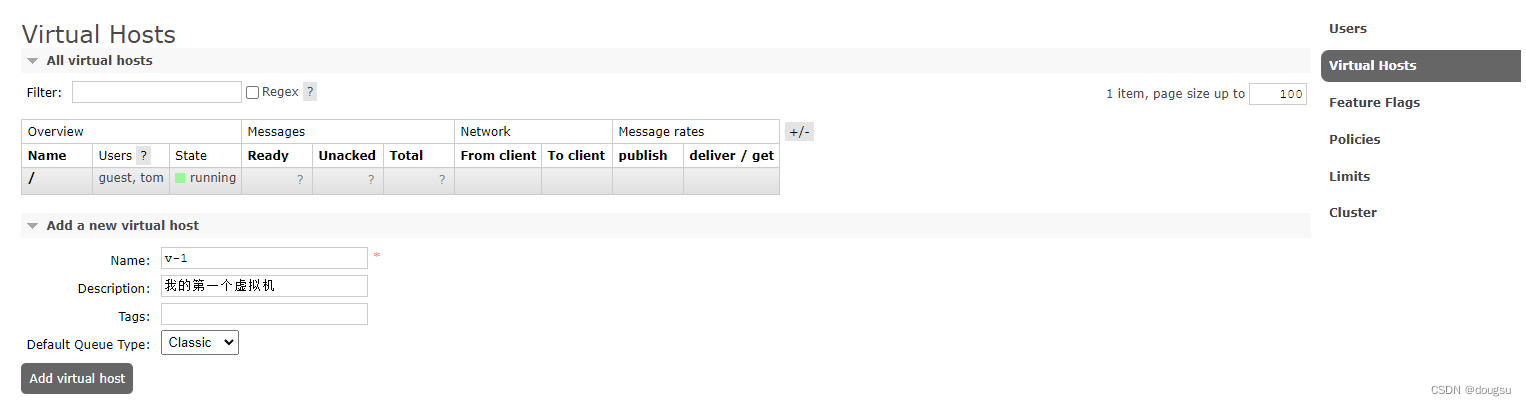 Virtual Hosts
All virtual hosts
Filter: Regex ? 1 item, page size up to 100
Overview Messages Network Message rates +/-
Name Users ? State Ready Unacked Total From client To client publish deliver / get
/ guest, tom running ? ? ?
Add a new virtual host
Name: v-1 *
Description: 我的第一个虚拟机
Tags:
Default Queue Type: Classic
Add virtual host
Users
Virtual Hosts
Feature Flags
Policies
Limits
Cluster
CSDN @dougsu